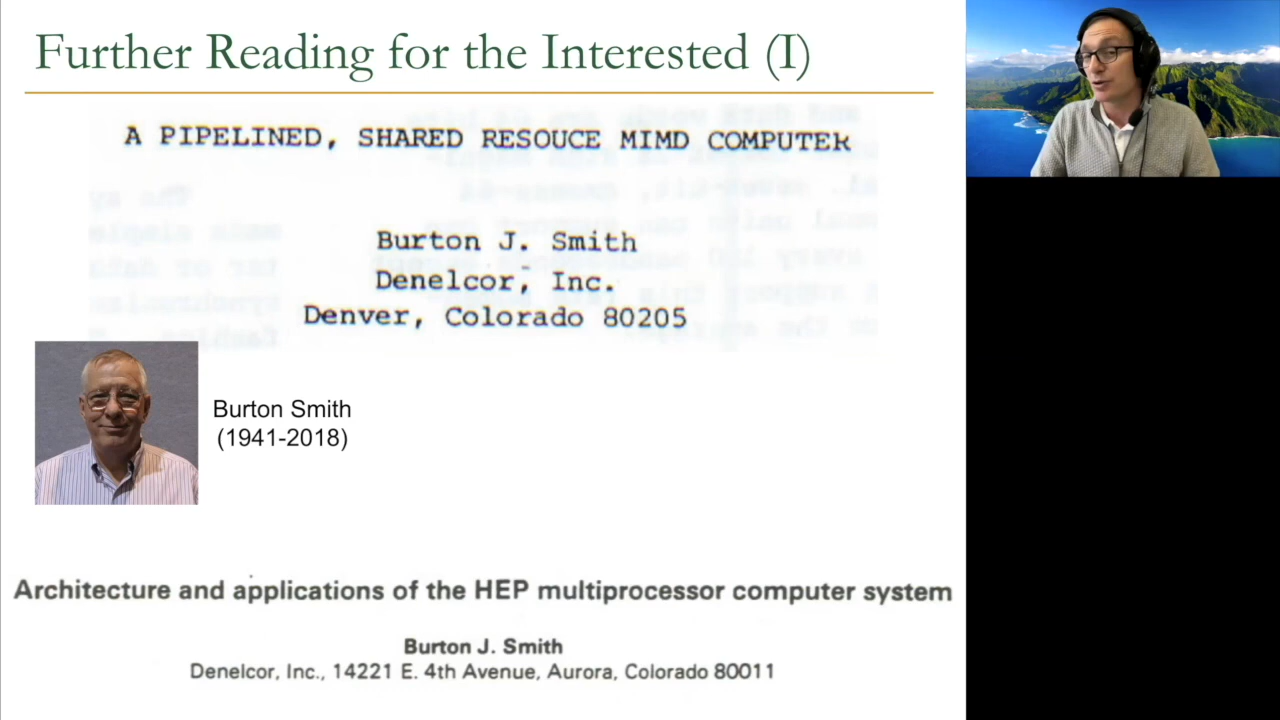 Further Reading for the Interested (I)
A PIPELINED, SHARED RESOUCE MIMD COMPUTER
Burton J. Smith
Denelcor, Inc.
Denver, Colorado 80205
Burton Smith
(1941-2018)
Architecture and applications of the HEP multiprocessor computer system
Burton J. Smith
Denelcor, Inc., 14221 E. 4th Avenue, Aurora, Colorado 80011